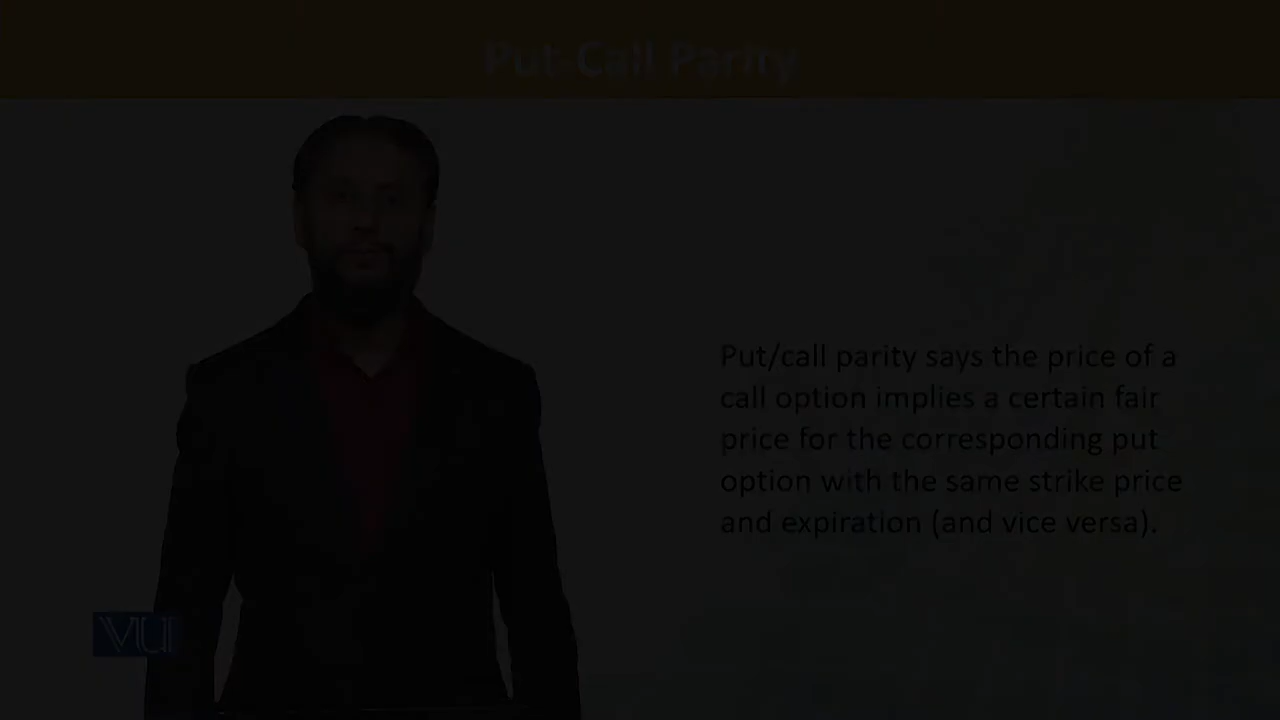 Put-Call Parity
Put/call parity says the price of a
call option implies a certain fair
price for the corresponding put
option with the same strike price
and expiration (and vice versa).
VU